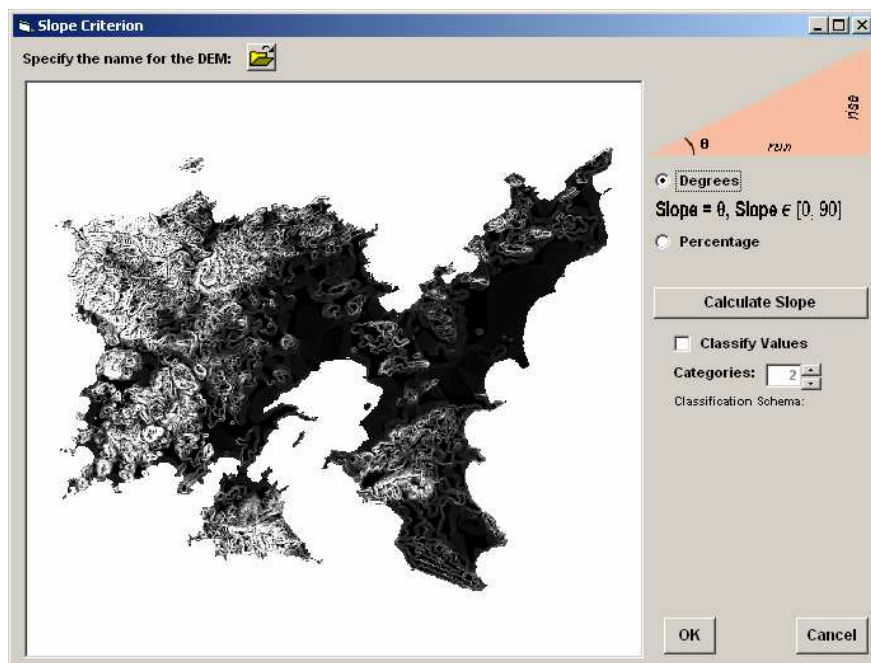 Slope Criterion
Specify the name for the DEM:
rise
θ run
Degrees
Slope = θ, Slope ϵ [0, 90]
Percentage
Calculate Slope
Classify Values
Categories: 2
Classification Schema:
OK Cancel